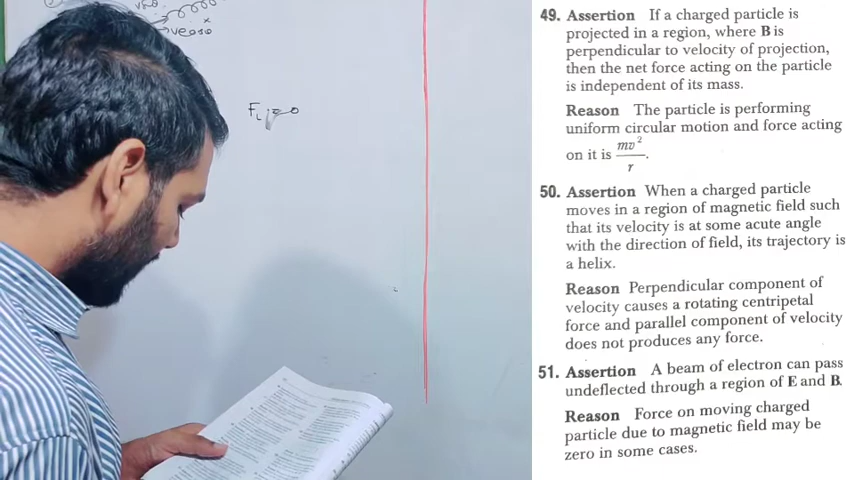 vcosθ
49. Assertion If a charged particle is
projected in a region, where B is
perpendicular to velocity of projection,
then the net force acting on the particle
is independent of its mass.
Reason The particle is performing
uniform circular motion and force acting
on it is mv²/r.
50. Assertion When a charged particle
moves in a region of magnetic field such
that its velocity is at some acute angle
with the direction of field, its trajectory is
a helix.
Reason Perpendicular component of
velocity causes a rotating centripetal
force and parallel component of velocity
does not produces any force.
51. Assertion A beam of electron can pass
undeflected through a region of E and B.
Reason Force on moving charged
particle due to magnetic field may be
zero in some cases.